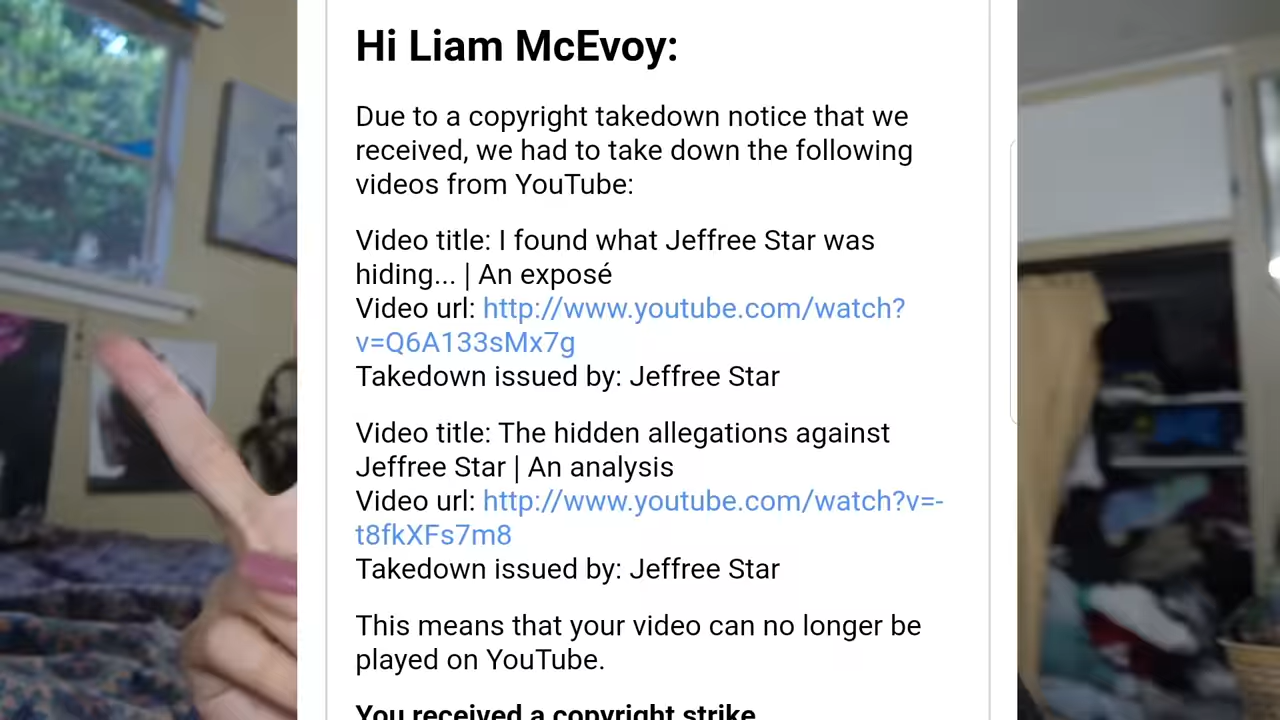 Hi Liam McEvoy:
Due to a copyright takedown notice that we
received, we had to take down the following
videos from YouTube:
Video title: I found what Jeffree Star was
hiding... | An exposé
Video url: http://www.youtube.com/watch?
v=Q6A133sMx7g
Takedown issued by: Jeffree Star
Video title: The hidden allegations against
Jeffree Star | An analysis
Video url: http://www.youtube.com/watch?v=-
t8fkXFs7m8
Takedown issued by: Jeffree Star
This means that your video can no longer be
played on YouTube.
You received a copyright strike